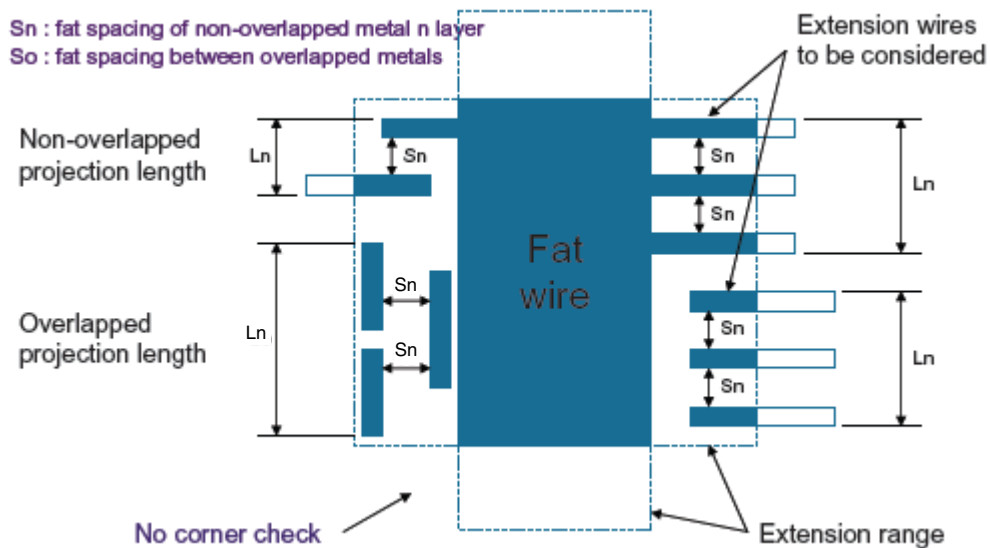 Sn : fat spacing of non-overlapped metal n layer
So : fat spacing between overlapped metals
Extension wires
to be considered
Non-overlapped
projection length
Ln
Sn
Sn
Sn
Ln
Fat
wire
Overlapped
projection length
Ln
Sn
Sn
Sn
Sn
Ln
No corner check
Extension range